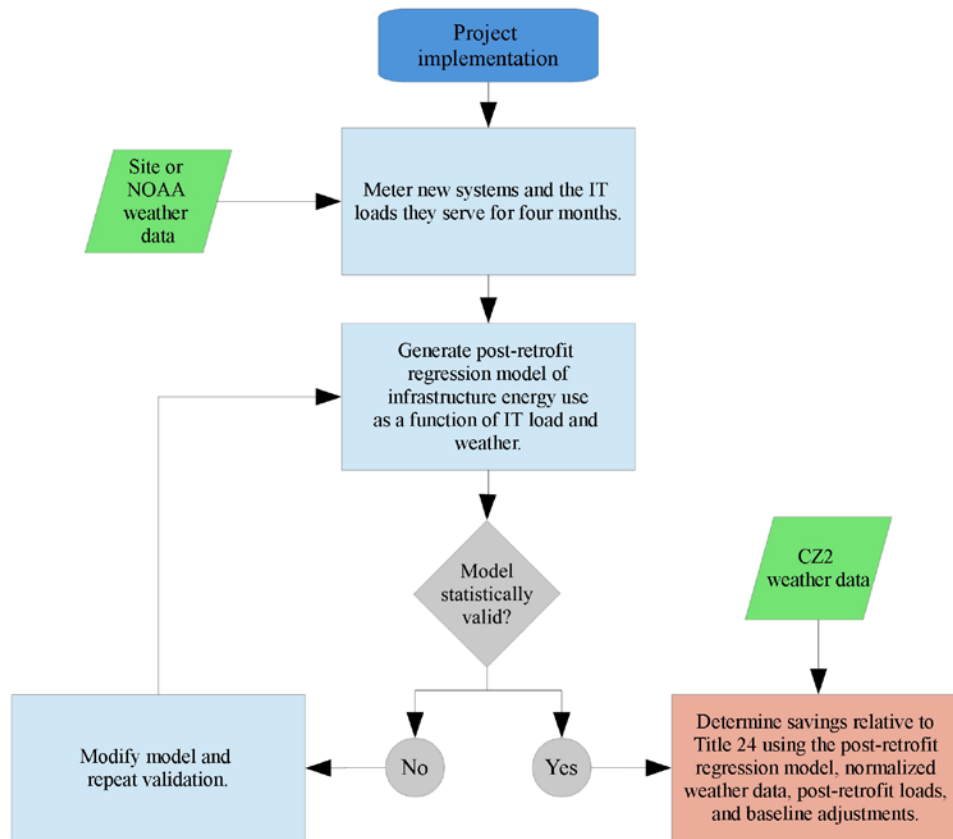 Project
implementation
Site or
NOAA
weather
data
Meter new systems and the IT
loads they serve for four months.
Generate post-retrofit
regression model of
infrastructure energy use
as a function of IT load and
weather.
Model
statistically
valid?
CZ2
weather data
No
Yes
Modify model and
repeat validation.
Determine savings relative to
Title 24 using the post-retrofit
regression model, normalized
weather data, post-retrofit loads,
and baseline adjustments.